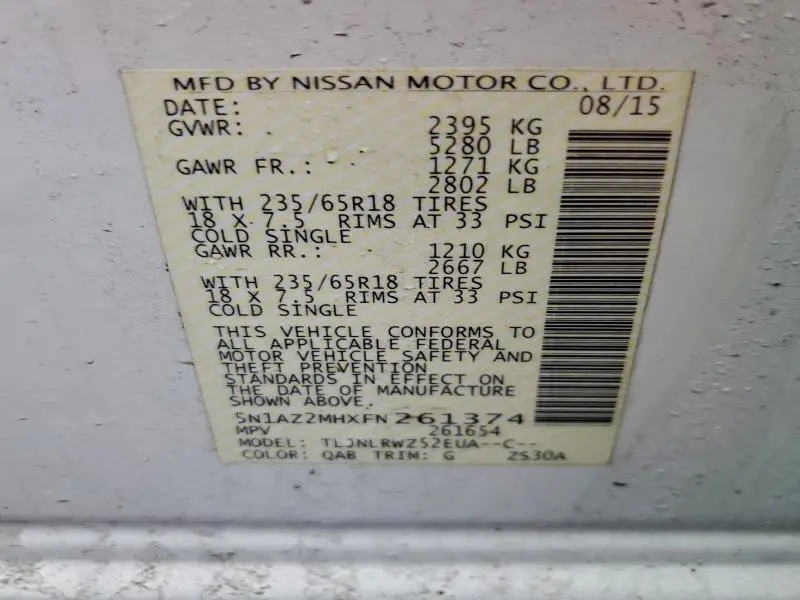 MFD BY NISSAN MOTOR CO., LTD.
DATE: 08/15
GVWR: 2395 KG
5280 LB
GAWR FR.: 1271 KG
2802 LB
WITH 235/65R18 TIRES
18 X 7.5 RIMS AT 33 PSI
COLD SINGLE
GAWR RR.: 1210 KG
2667 LB
WITH 235/65R18 TIRES
18 X 7.5 RIMS AT 33 PSI
COLD SINGLE
THIS VEHICLE CONFORMS TO
ALL APPLICABLE FEDERAL
MOTOR VEHICLE SAFETY AND
THEFT PREVENTION
STANDARDS IN EFFECT ON
THE DATE OF MANUFACTURE
SHOWN ABOVE.
5N1AZ2MHXFN261374
MPV 261654
MODEL: TLJNLRWZ52EUA--C--
COLOR: QAB TRIM: G ZS30A